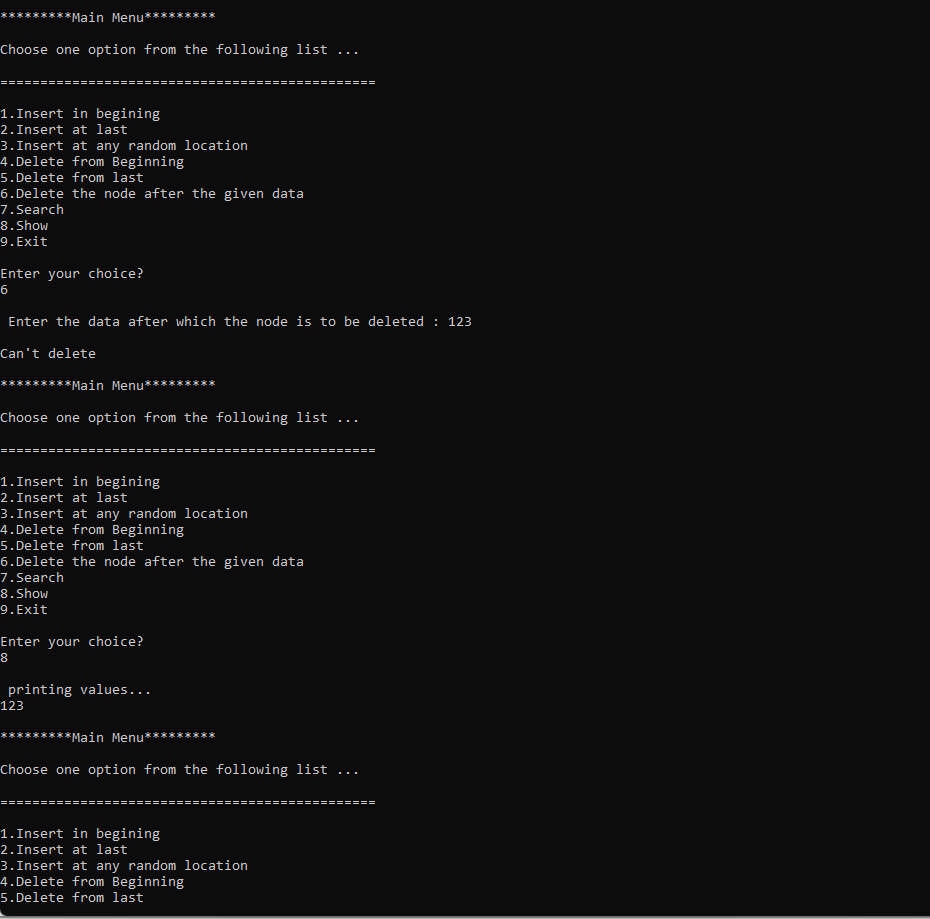 *********Main Menu*********
Choose one option from the following list ...
===============================================
1.Insert in begining
2.Insert at last
3.Insert at any random location
4.Delete from Beginning
5.Delete from last
6.Delete the node after the given data
7.Search
8.Show
9.Exit
Enter your choice?
6
Enter the data after which the node is to be deleted : 123
Can't delete
*********Main Menu*********
Choose one option from the following list ...
===============================================
1.Insert in begining
2.Insert at last
3.Insert at any random location
4.Delete from Beginning
5.Delete from last
6.Delete the node after the given data
7.Search
8.Show
9.Exit
Enter your choice?
8
printing values...
123
*********Main Menu*********
Choose one option from the following list ...
===============================================
1.Insert in begining
2.Insert at last
3.Insert at any random location
4.Delete from Beginning
5.Delete from last